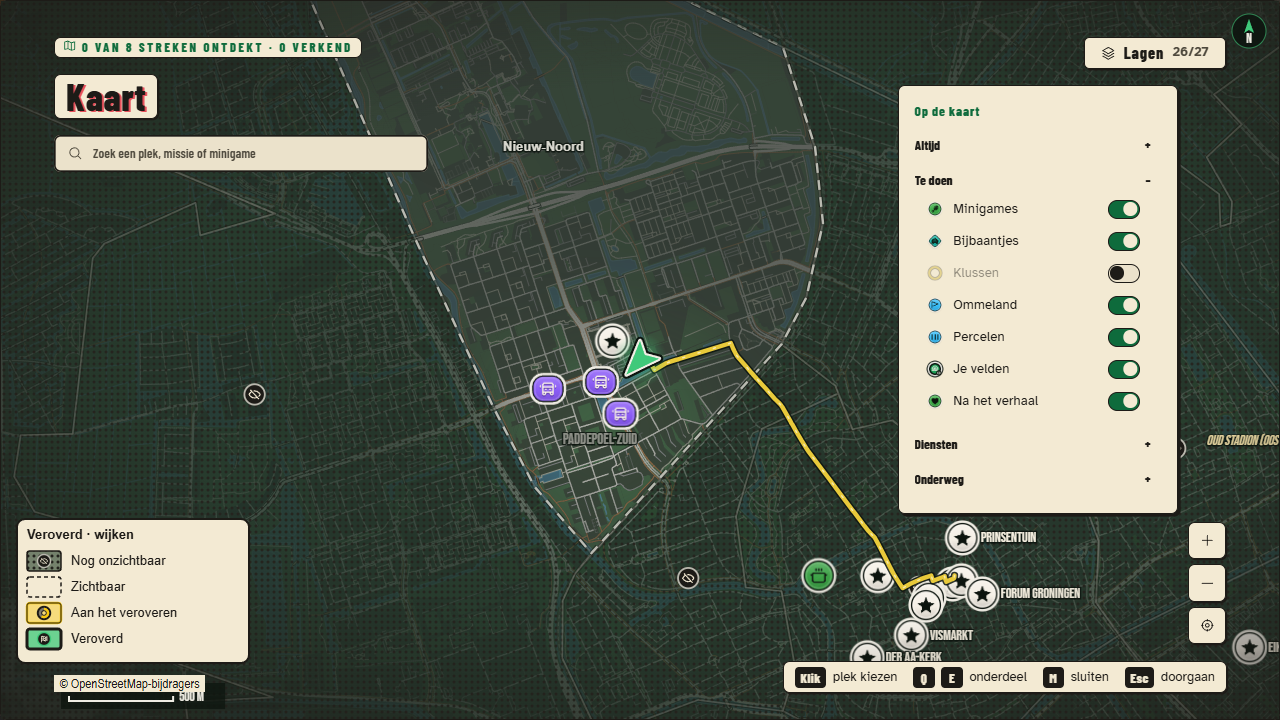 0 VAN 8 STREKEN ONTDEKT · 0 VERKEND
N
Lagen 26/27
Kaart
Zoek een plek, missie of minigame
Op de kaart
Altijd +
Te doen -
Minigames
Bijbaantjes
Klussen
Ommeland
Percelen
Je velden
Na het verhaal
Diensten +
Onderweg +
Nieuw-Noord
PADDEPOEL-ZUID
OUD STADION (OOS
PRINSENTUIN
FORUM GRONINGEN
VISMARKT
DER AA-KERK
Veroverd · wijken
Nog onzichtbaar
Zichtbaar
Aan het veroveren
Veroverd
© OpenStreetMap-bijdragers
500 M
+
−
Klik plek kiezen Q E onderdeel M sluiten Esc doorgaan